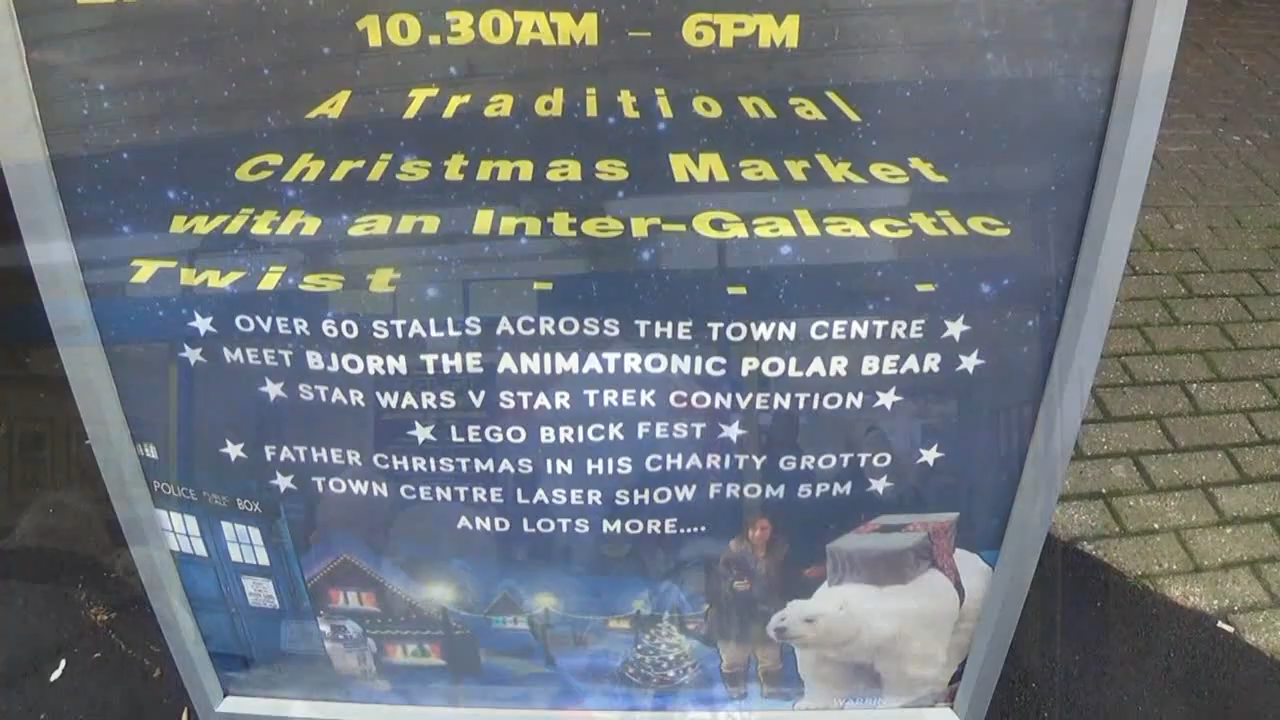 10.30AM - 6PM
A Traditional
Christmas Market
with an Inter-Galactic
Twist - - -
OVER 60 STALLS ACROSS THE TOWN CENTRE
MEET BJORN THE ANIMATRONIC POLAR BEAR
STAR WARS V STAR TREK CONVENTION
LEGO BRICK FEST
FATHER CHRISTMAS IN HIS CHARITY GROTTO
TOWN CENTRE LASER SHOW FROM 5PM
AND LOTS MORE....
POLICE PUBLIC CALL BOX